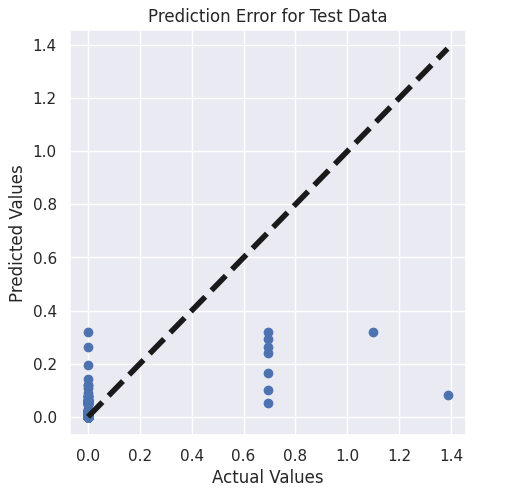 Prediction Error for Test Data
1.4
1.2
1.0
0.8
0.6
0.4
0.2
0.0
Predicted Values
0.0 0.2 0.4 0.6 0.8 1.0 1.2 1.4
Actual Values